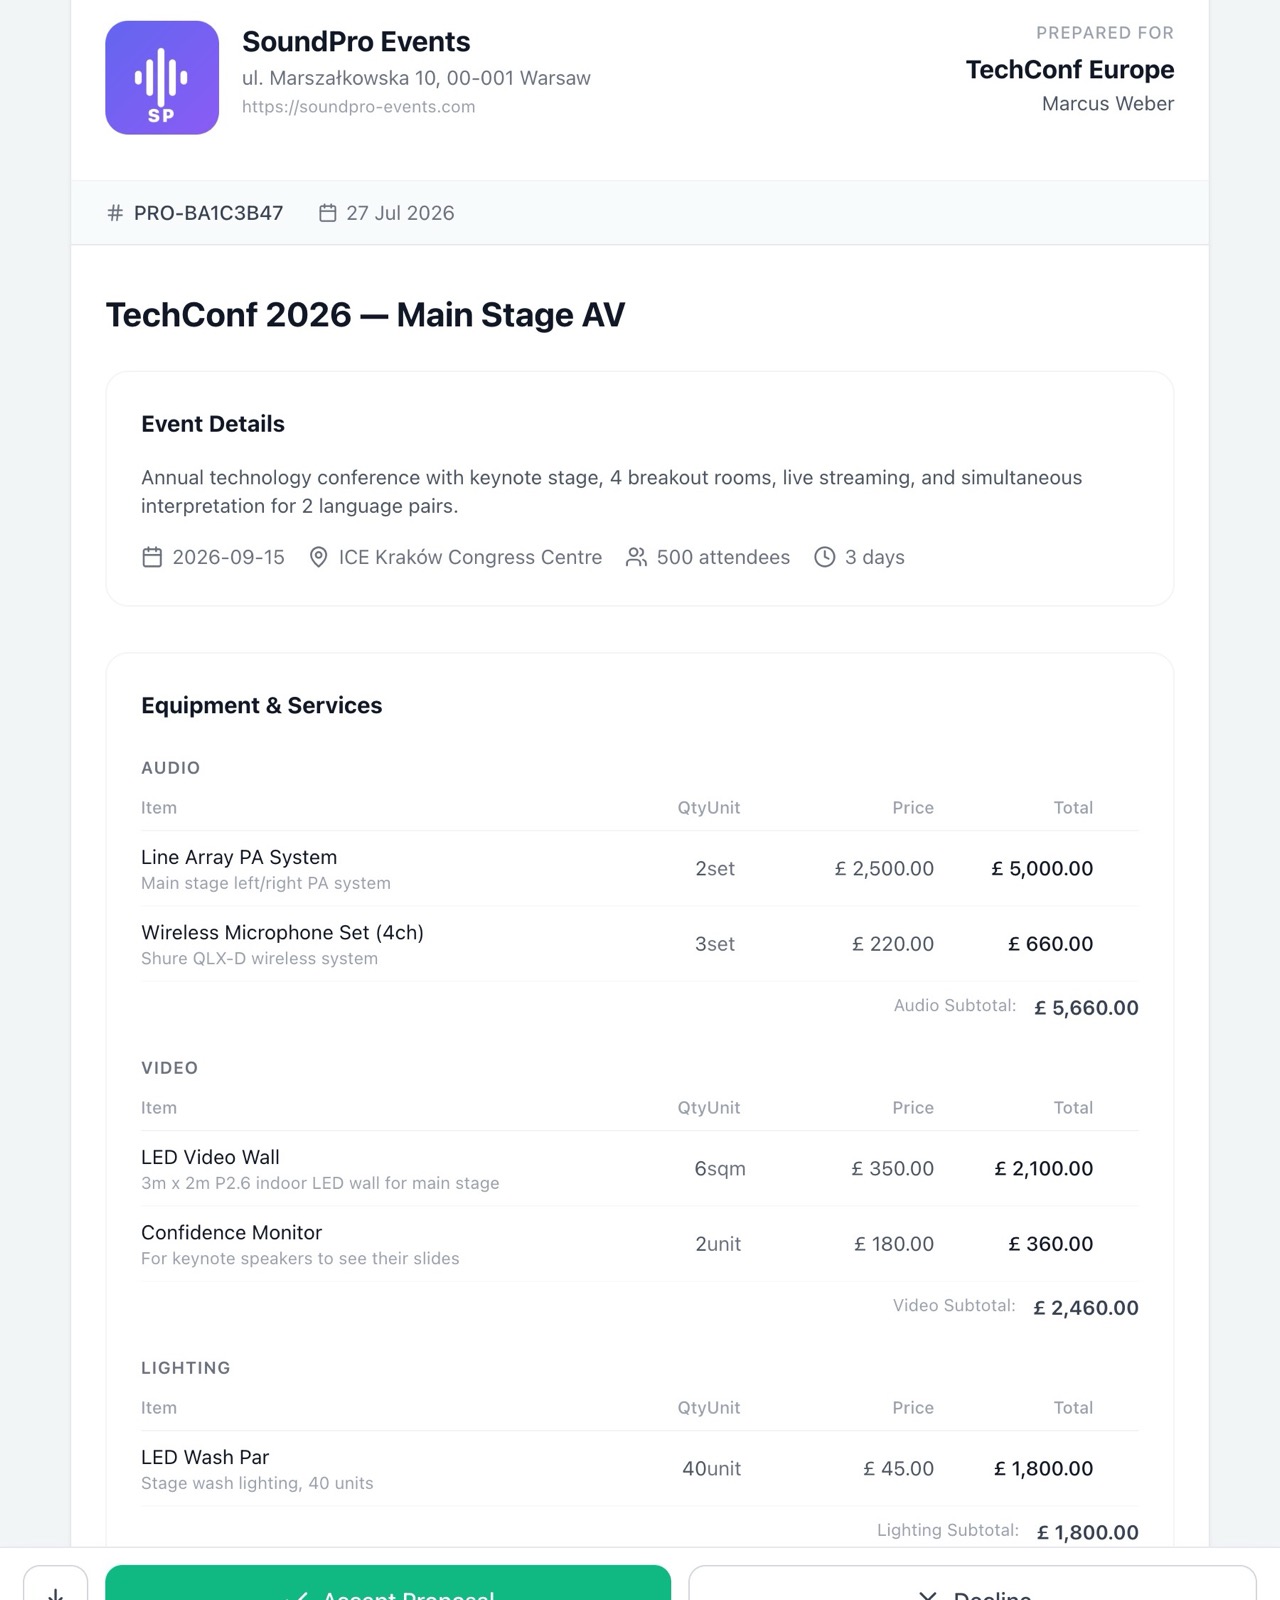 SP
SoundPro Events
ul. Marszałkowska 10, 00-001 Warsaw
https://soundpro-events.com
PREPARED FOR
TechConf Europe
Marcus Weber
# PRO-BA1C3B47 27 Jul 2026
TechConf 2026 — Main Stage AV
Event Details
Annual technology conference with keynote stage, 4 breakout rooms, live streaming, and simultaneous
interpretation for 2 language pairs.
2026-09-15 ICE Kraków Congress Centre 500 attendees 3 days
Equipment & Services
AUDIO
Item QtyUnit Price Total
Line Array PA System 2set £ 2,500.00 £ 5,000.00
Main stage left/right PA system
Wireless Microphone Set (4ch) 3set £ 220.00 £ 660.00
Shure QLX-D wireless system
Audio Subtotal: £ 5,660.00
VIDEO
Item QtyUnit Price Total
LED Video Wall 6sqm £ 350.00 £ 2,100.00
3m x 2m P2.6 indoor LED wall for main stage
Confidence Monitor 2unit £ 180.00 £ 360.00
For keynote speakers to see their slides
Video Subtotal: £ 2,460.00
LIGHTING
Item QtyUnit Price Total
LED Wash Par 40unit £ 45.00 £ 1,800.00
Stage wash lighting, 40 units
Lighting Subtotal: £ 1,800.00
Accept Proposal Decline